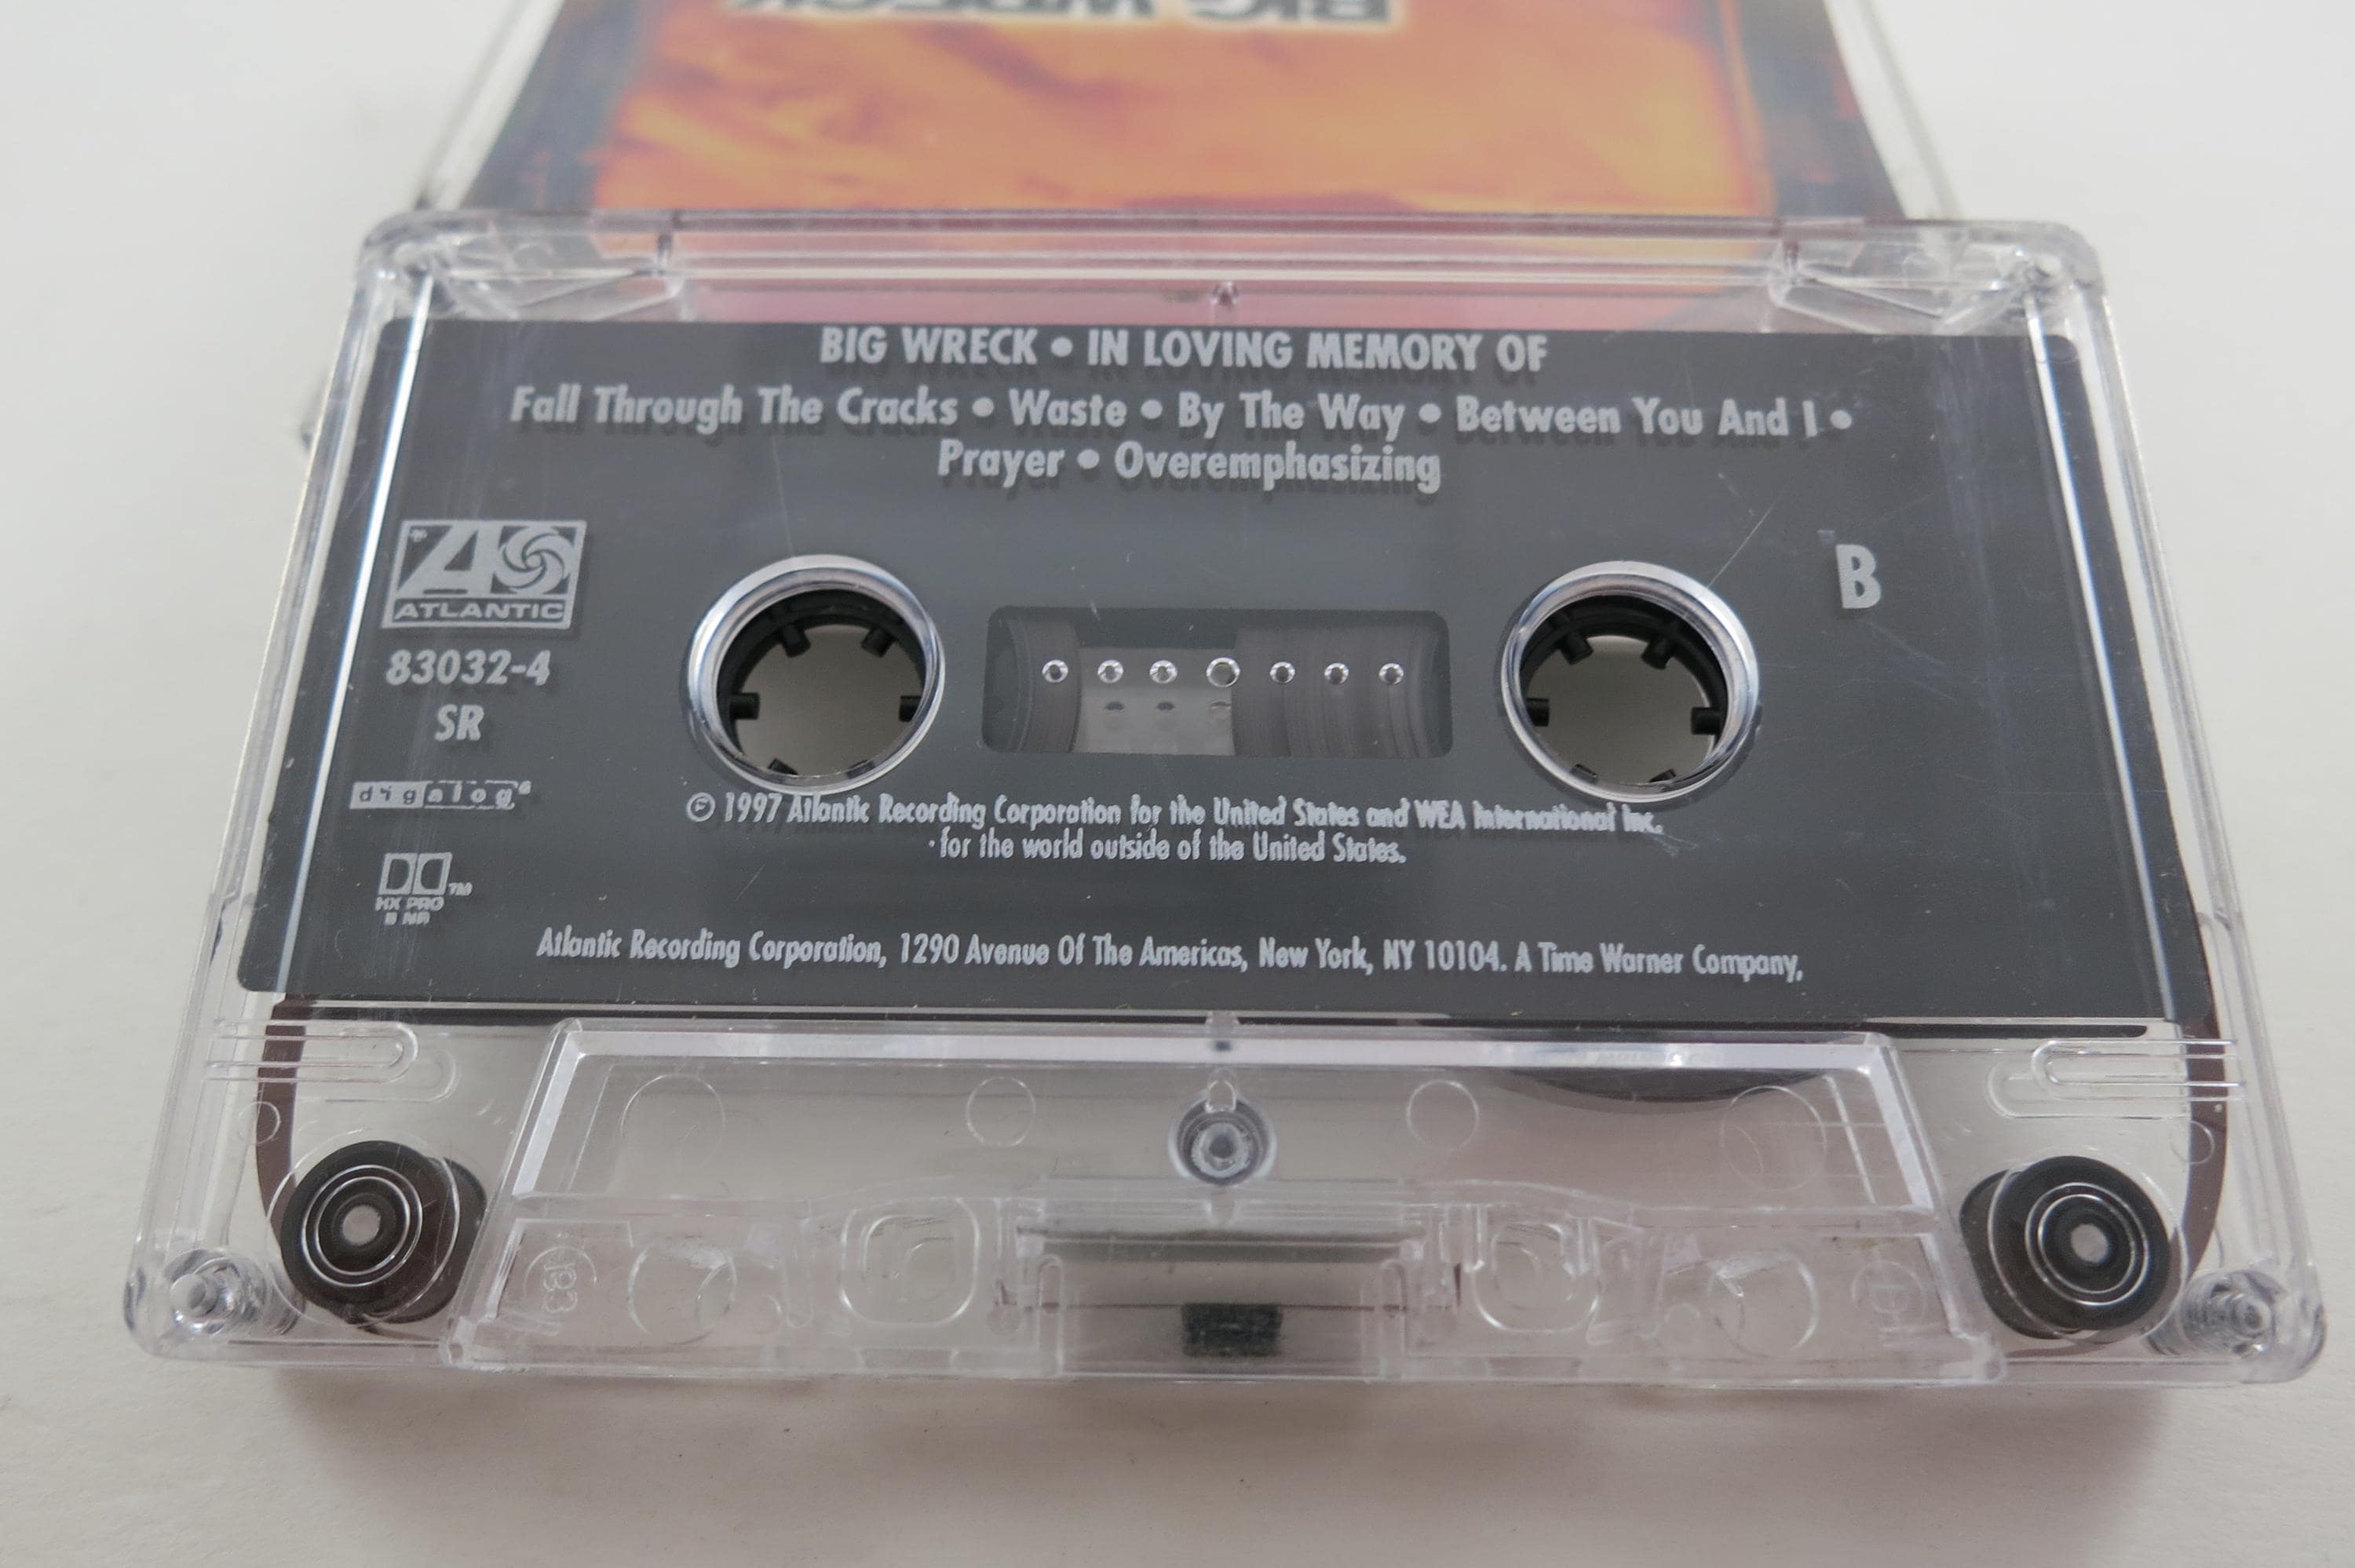 BIG WRECK
BIG WRECK • IN LOVING MEMORY OF
Fall Through The Cracks • Waste • By The Way • Between You And I •
Prayer • Overemphasizing
ATLANTIC
B
83032-4
SR
digalog
℗ 1997 Atlantic Recording Corporation for the United States and WEA International Inc.
for the world outside of the United States.
TM
HX PRO
B NR
Atlantic Recording Corporation, 1290 Avenue Of The Americas, New York, NY 10104. A Time Warner Company,